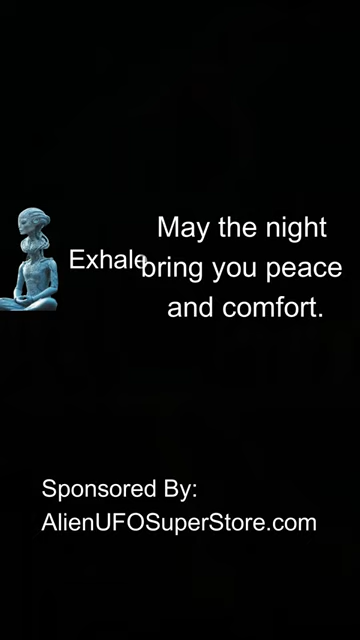 Exhale
May the night
bring you peace
and comfort.
Sponsored By:
AlienUFOSuperStore.com